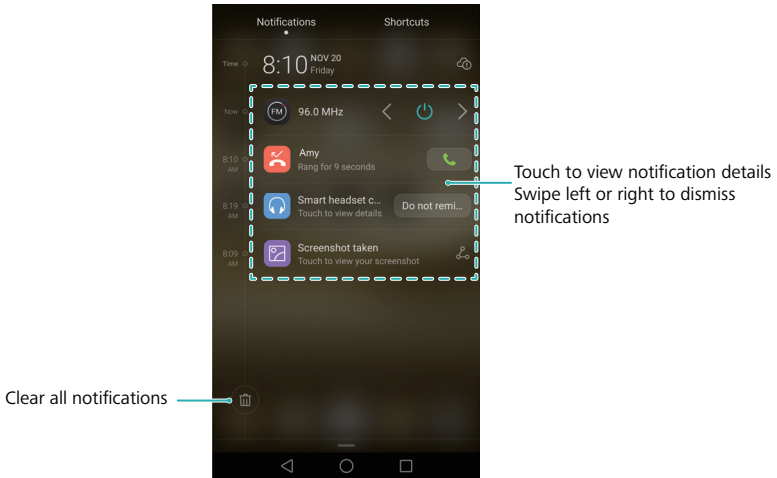 Notifications
Shortcuts
Time
8:10
NOV 20
Friday
Now
FM
96.0 MHz
8:10
AM
Amy
Rang for 9 seconds
8:19
AM
Smart headset c...
Touch to view details
Do not remi...
8:09
AM
Screenshot taken
Touch to view your screenshot
Touch to view notification details
Swipe left or right to dismiss
notifications
Clear all notifications